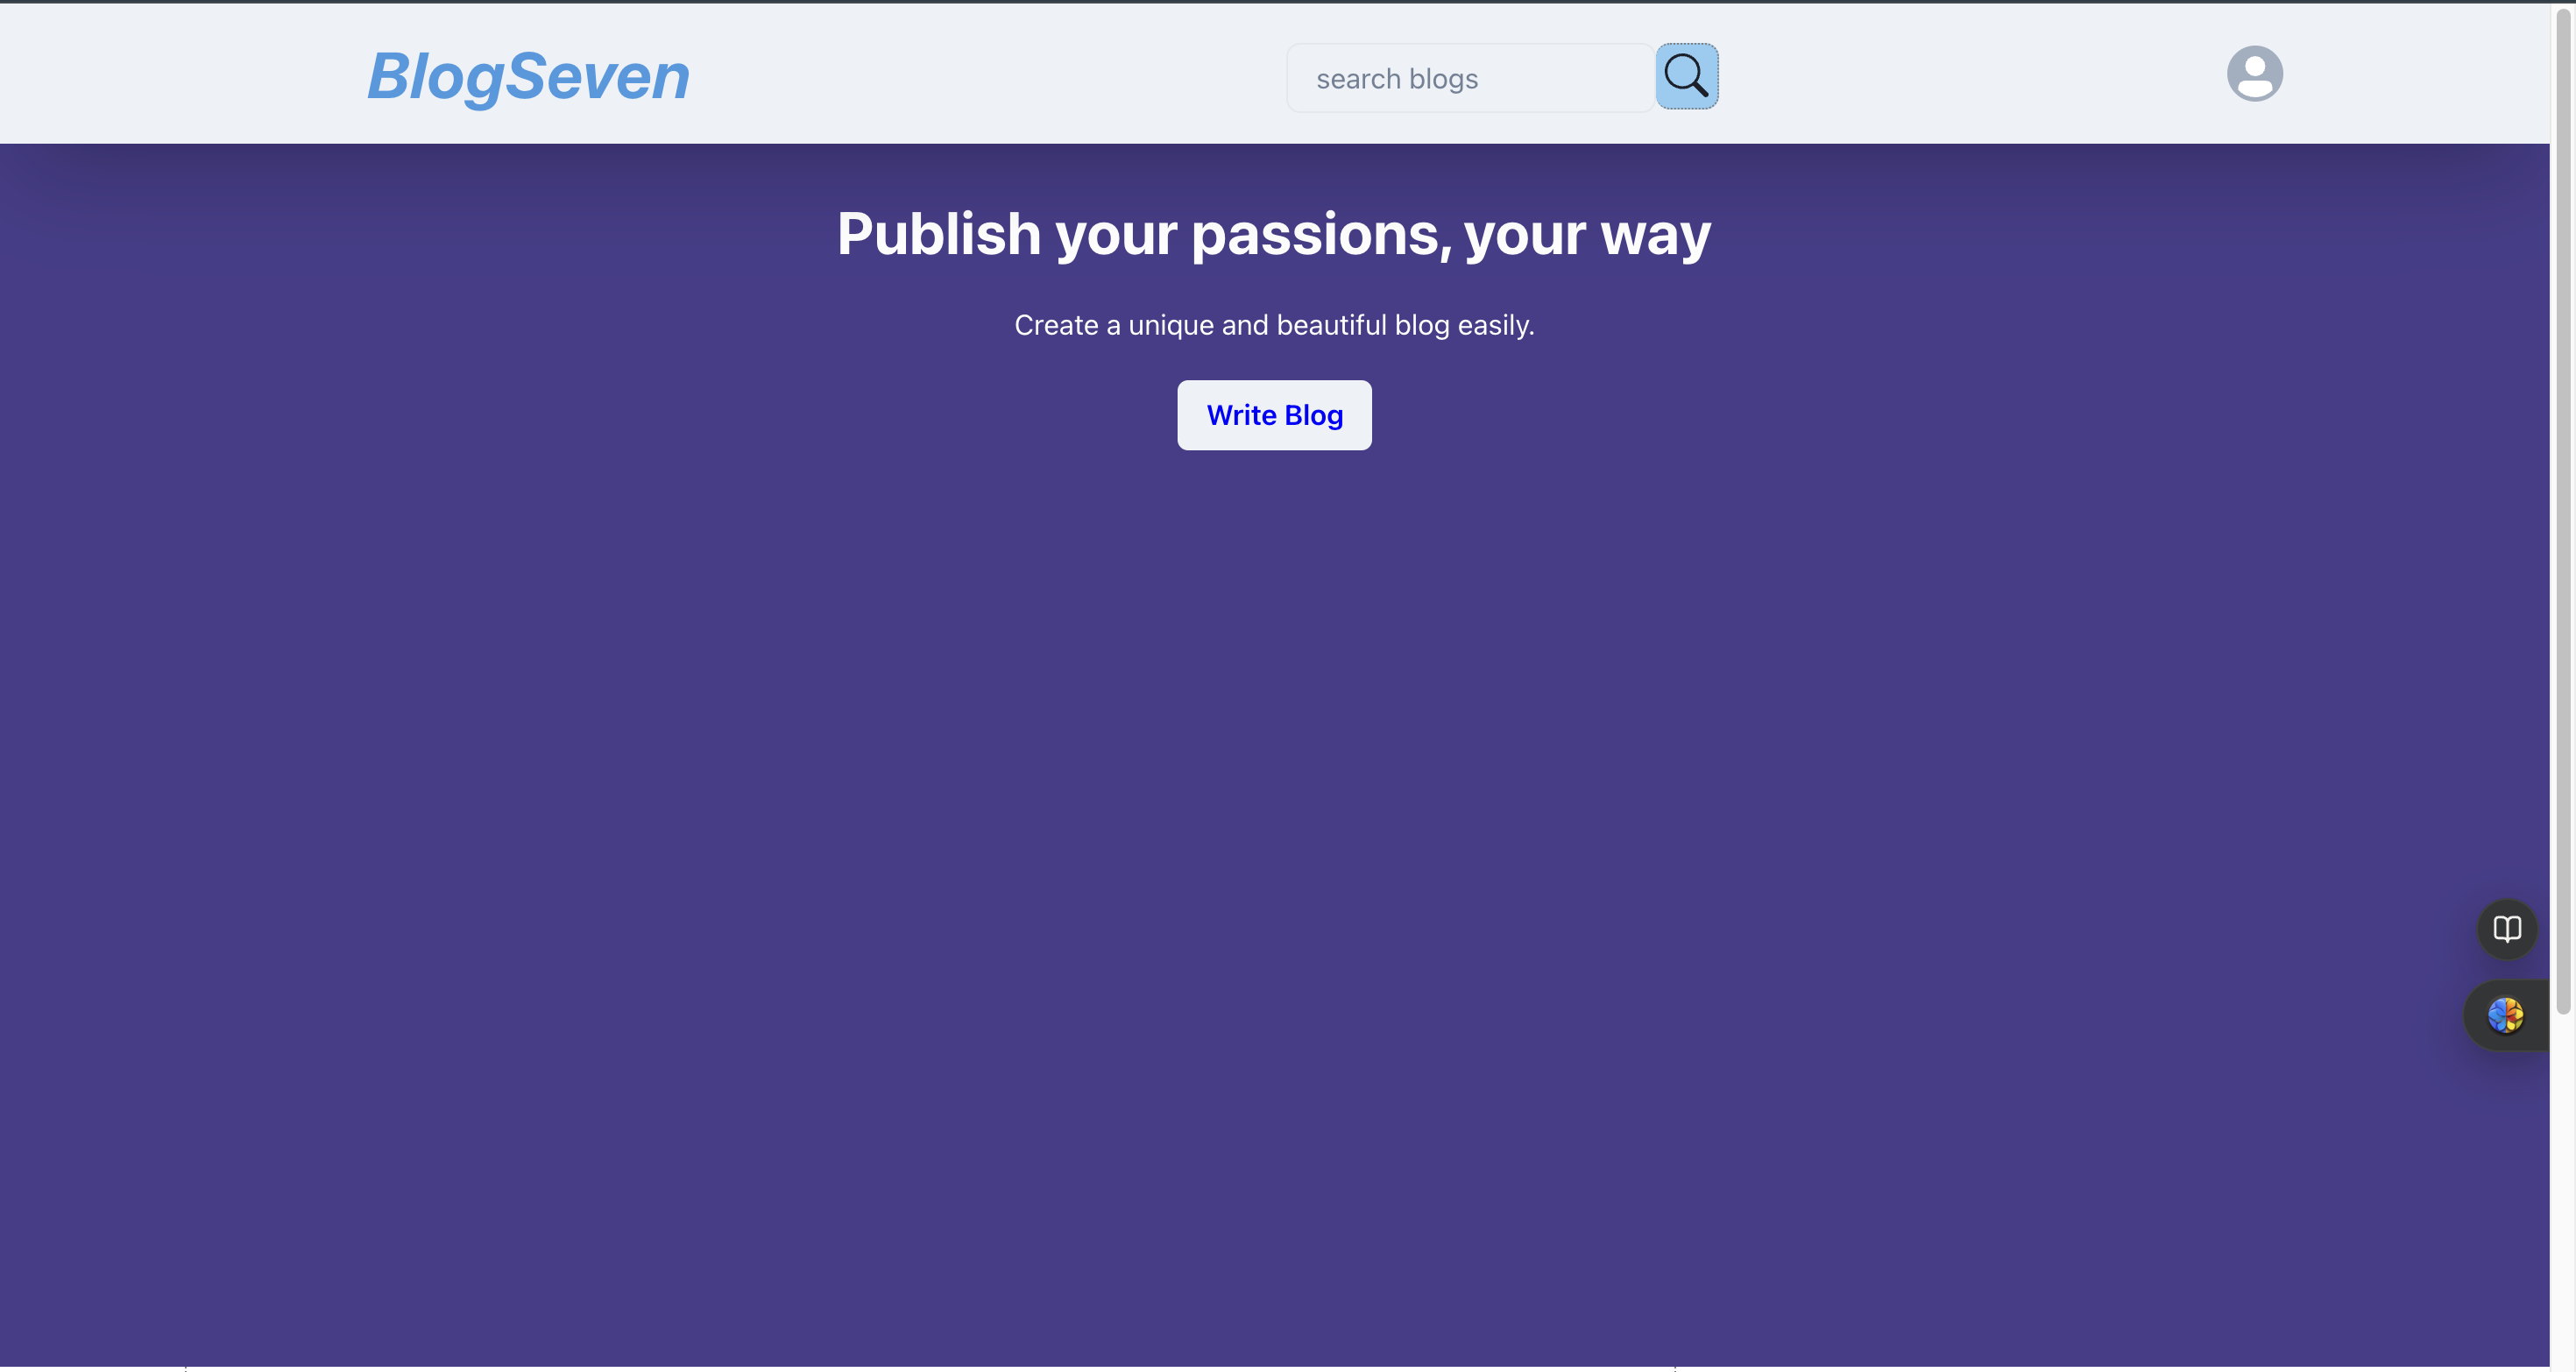 BlogSeven
search blogs
Publish your passions, your way
Create a unique and beautiful blog easily.
Write Blog